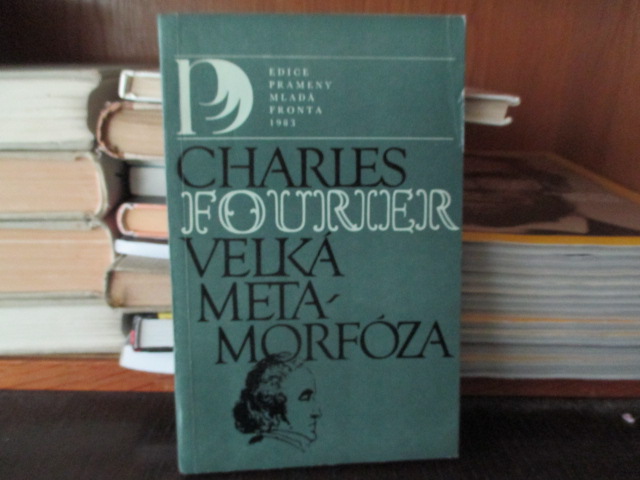 EDICE
PRAMENY
MLADÁ
FRONTA
1983
CHARLES
FOURIER
VELKÁ
META-
MORFÓZA